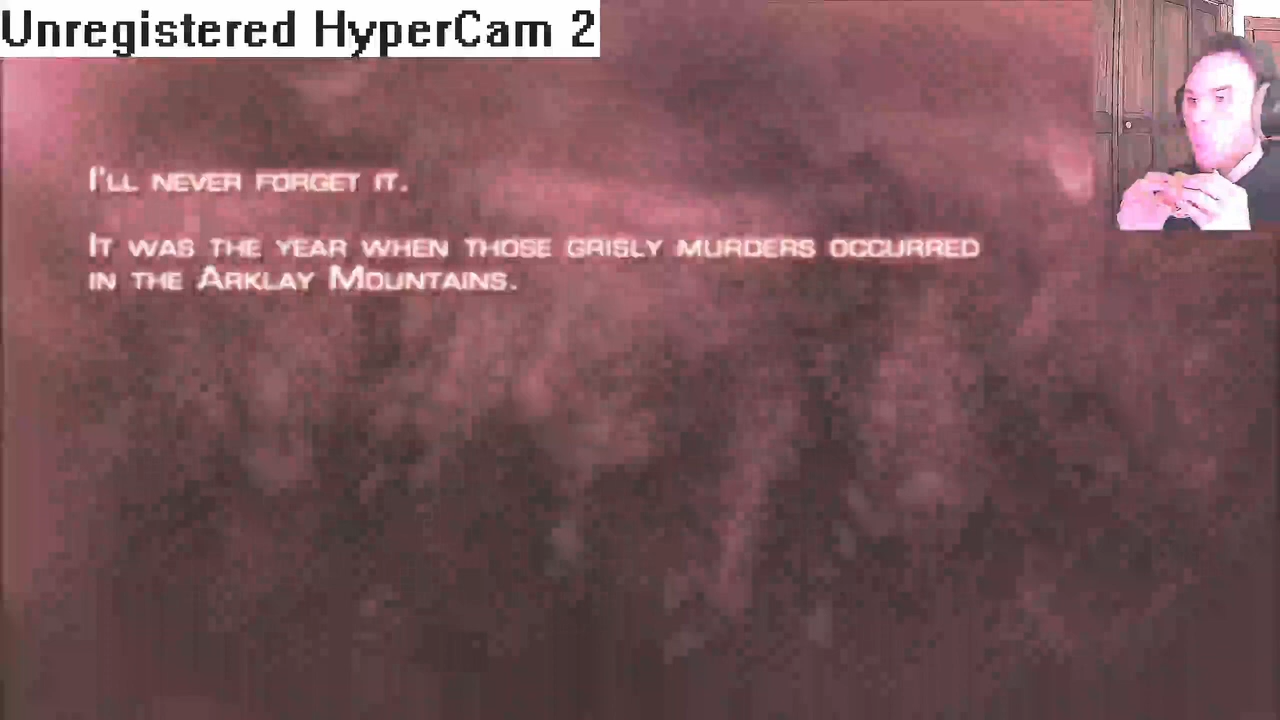 Unregistered HyperCam 2
I'll never forget it.
It was the year when those grisly murders occurred
in the Arklay Mountains.